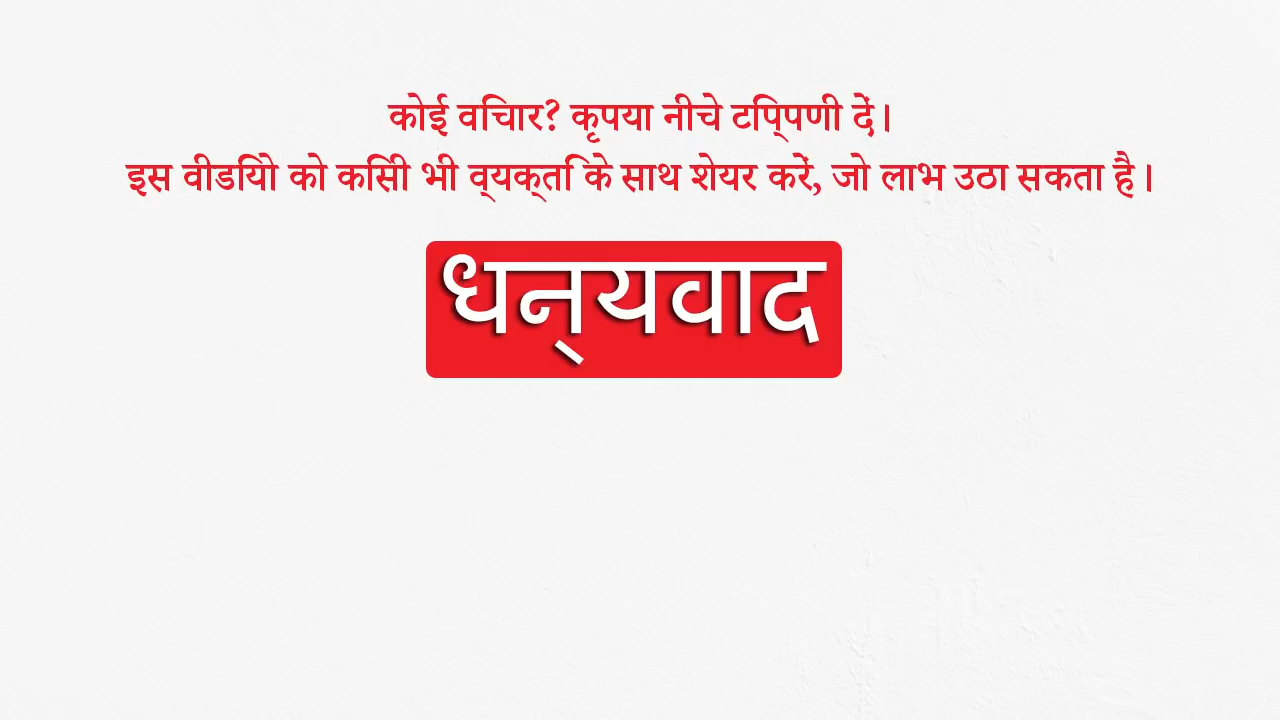 कोई विचार? कृपया नीचे टिप्पणी दें।
इस वीडियो को किसी भी व्यक्ति के साथ शेयर करें, जो लाभ उठा सकता है।
धन्यवाद